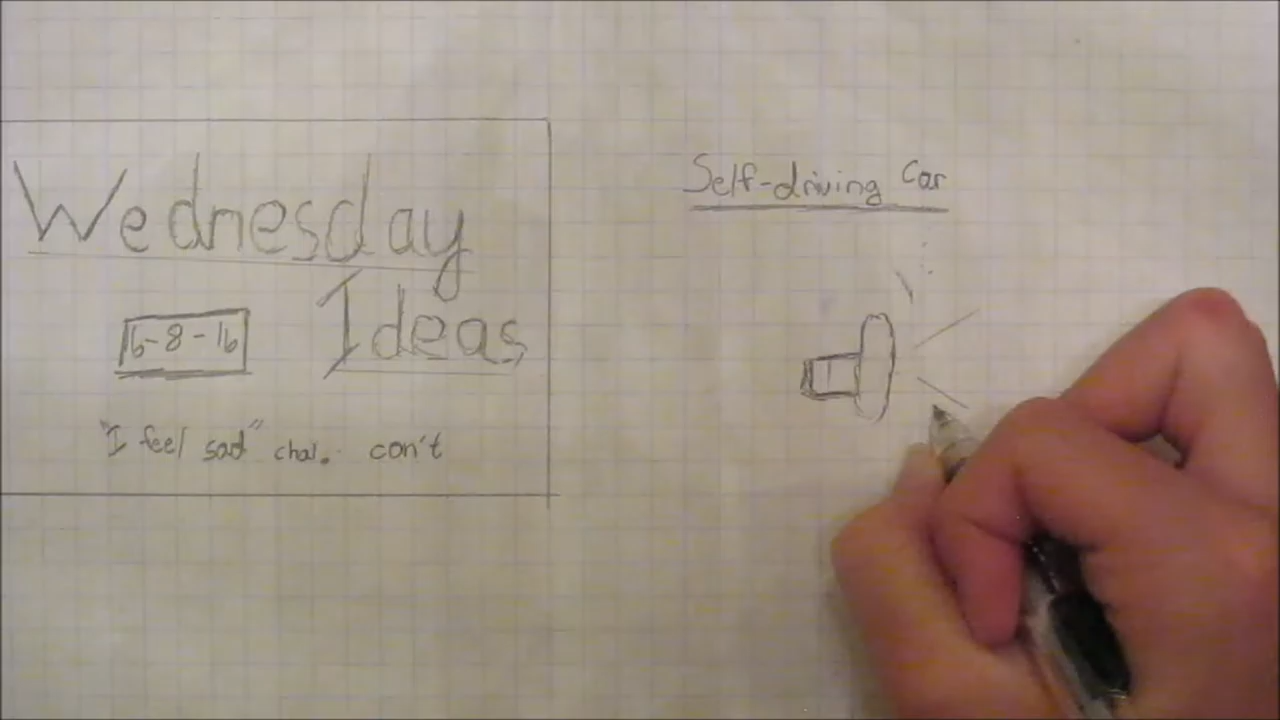 Wednesday
Ideas
16-8-16
"I feel sad" chal. con't
Self-driving Car